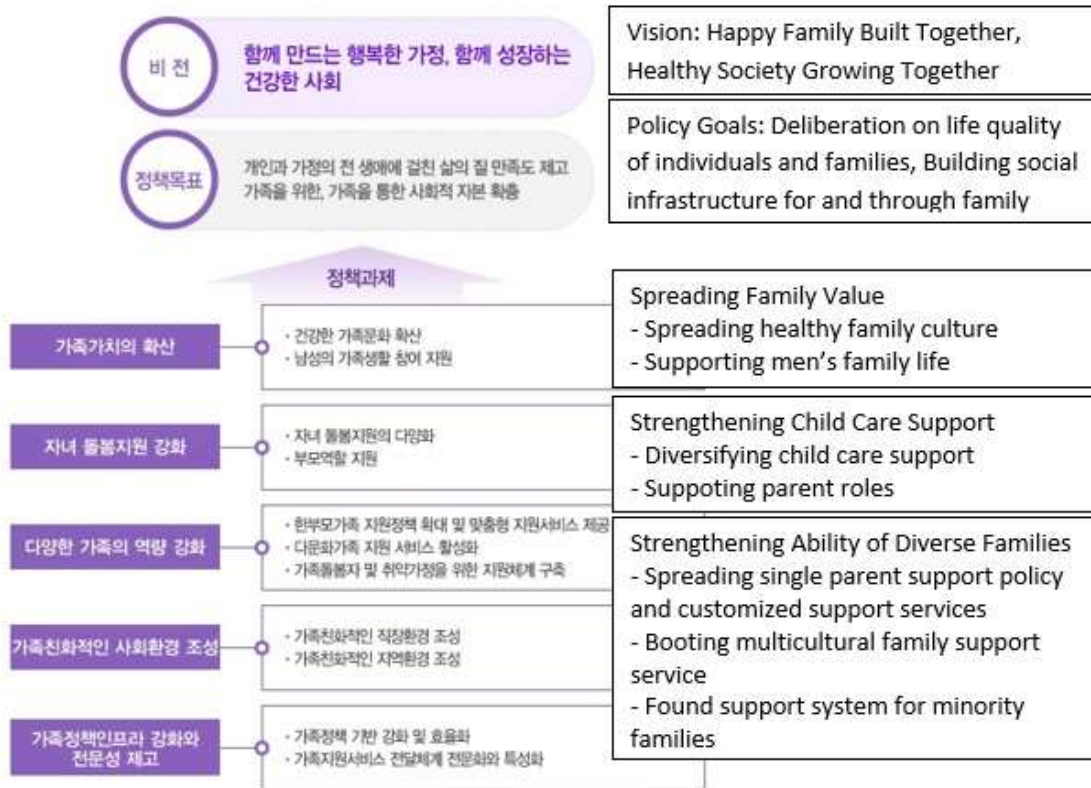 비 전
함께 만드는 행복한 가정, 함께 성장하는
건강한 사회
Vision: Happy Family Built Together,
Healthy Society Growing Together
정책목표
개인과 가정의 전 생애에 걸친 삶의 질 만족도 제고
가족을 위한, 가족을 통한 사회적 자본 확충
Policy Goals: Deliberation on life quality
of individuals and families, Building social
infrastructure for and through family
정책과제
가족가치의 확산
· 건강한 가족문화 확산
· 남성의 가족생활 참여 지원
Spreading Family Value
- Spreading healthy family culture
- Supporting men's family life
자녀 돌봄지원 강화
· 자녀 돌봄지원의 다양화
· 부모역할 지원
Strengthening Child Care Support
- Diversifying child care support
- Suppoting parent roles
다양한 가족의 역량 강화
· 한부모가족 지원정책 확대 및 맞춤형 지원서비스 제공
· 다문화가족 지원 서비스 활성화
· 가족돌봄자 및 취약가정을 위한 지원체계 구축
Strengthening Ability of Diverse Families
- Spreading single parent support policy
and customized support services
- Booting multicultural family support
service
- Found support system for minority
families
가족친화적인 사회환경 조성
· 가족친화적인 직장환경 조성
· 가족친화적인 지역환경 조성
가족정책인프라 강화와
전문성 제고
· 가족정책 기반 강화 및 효율화
· 가족지원서비스 전달체계 전문화와 특성화